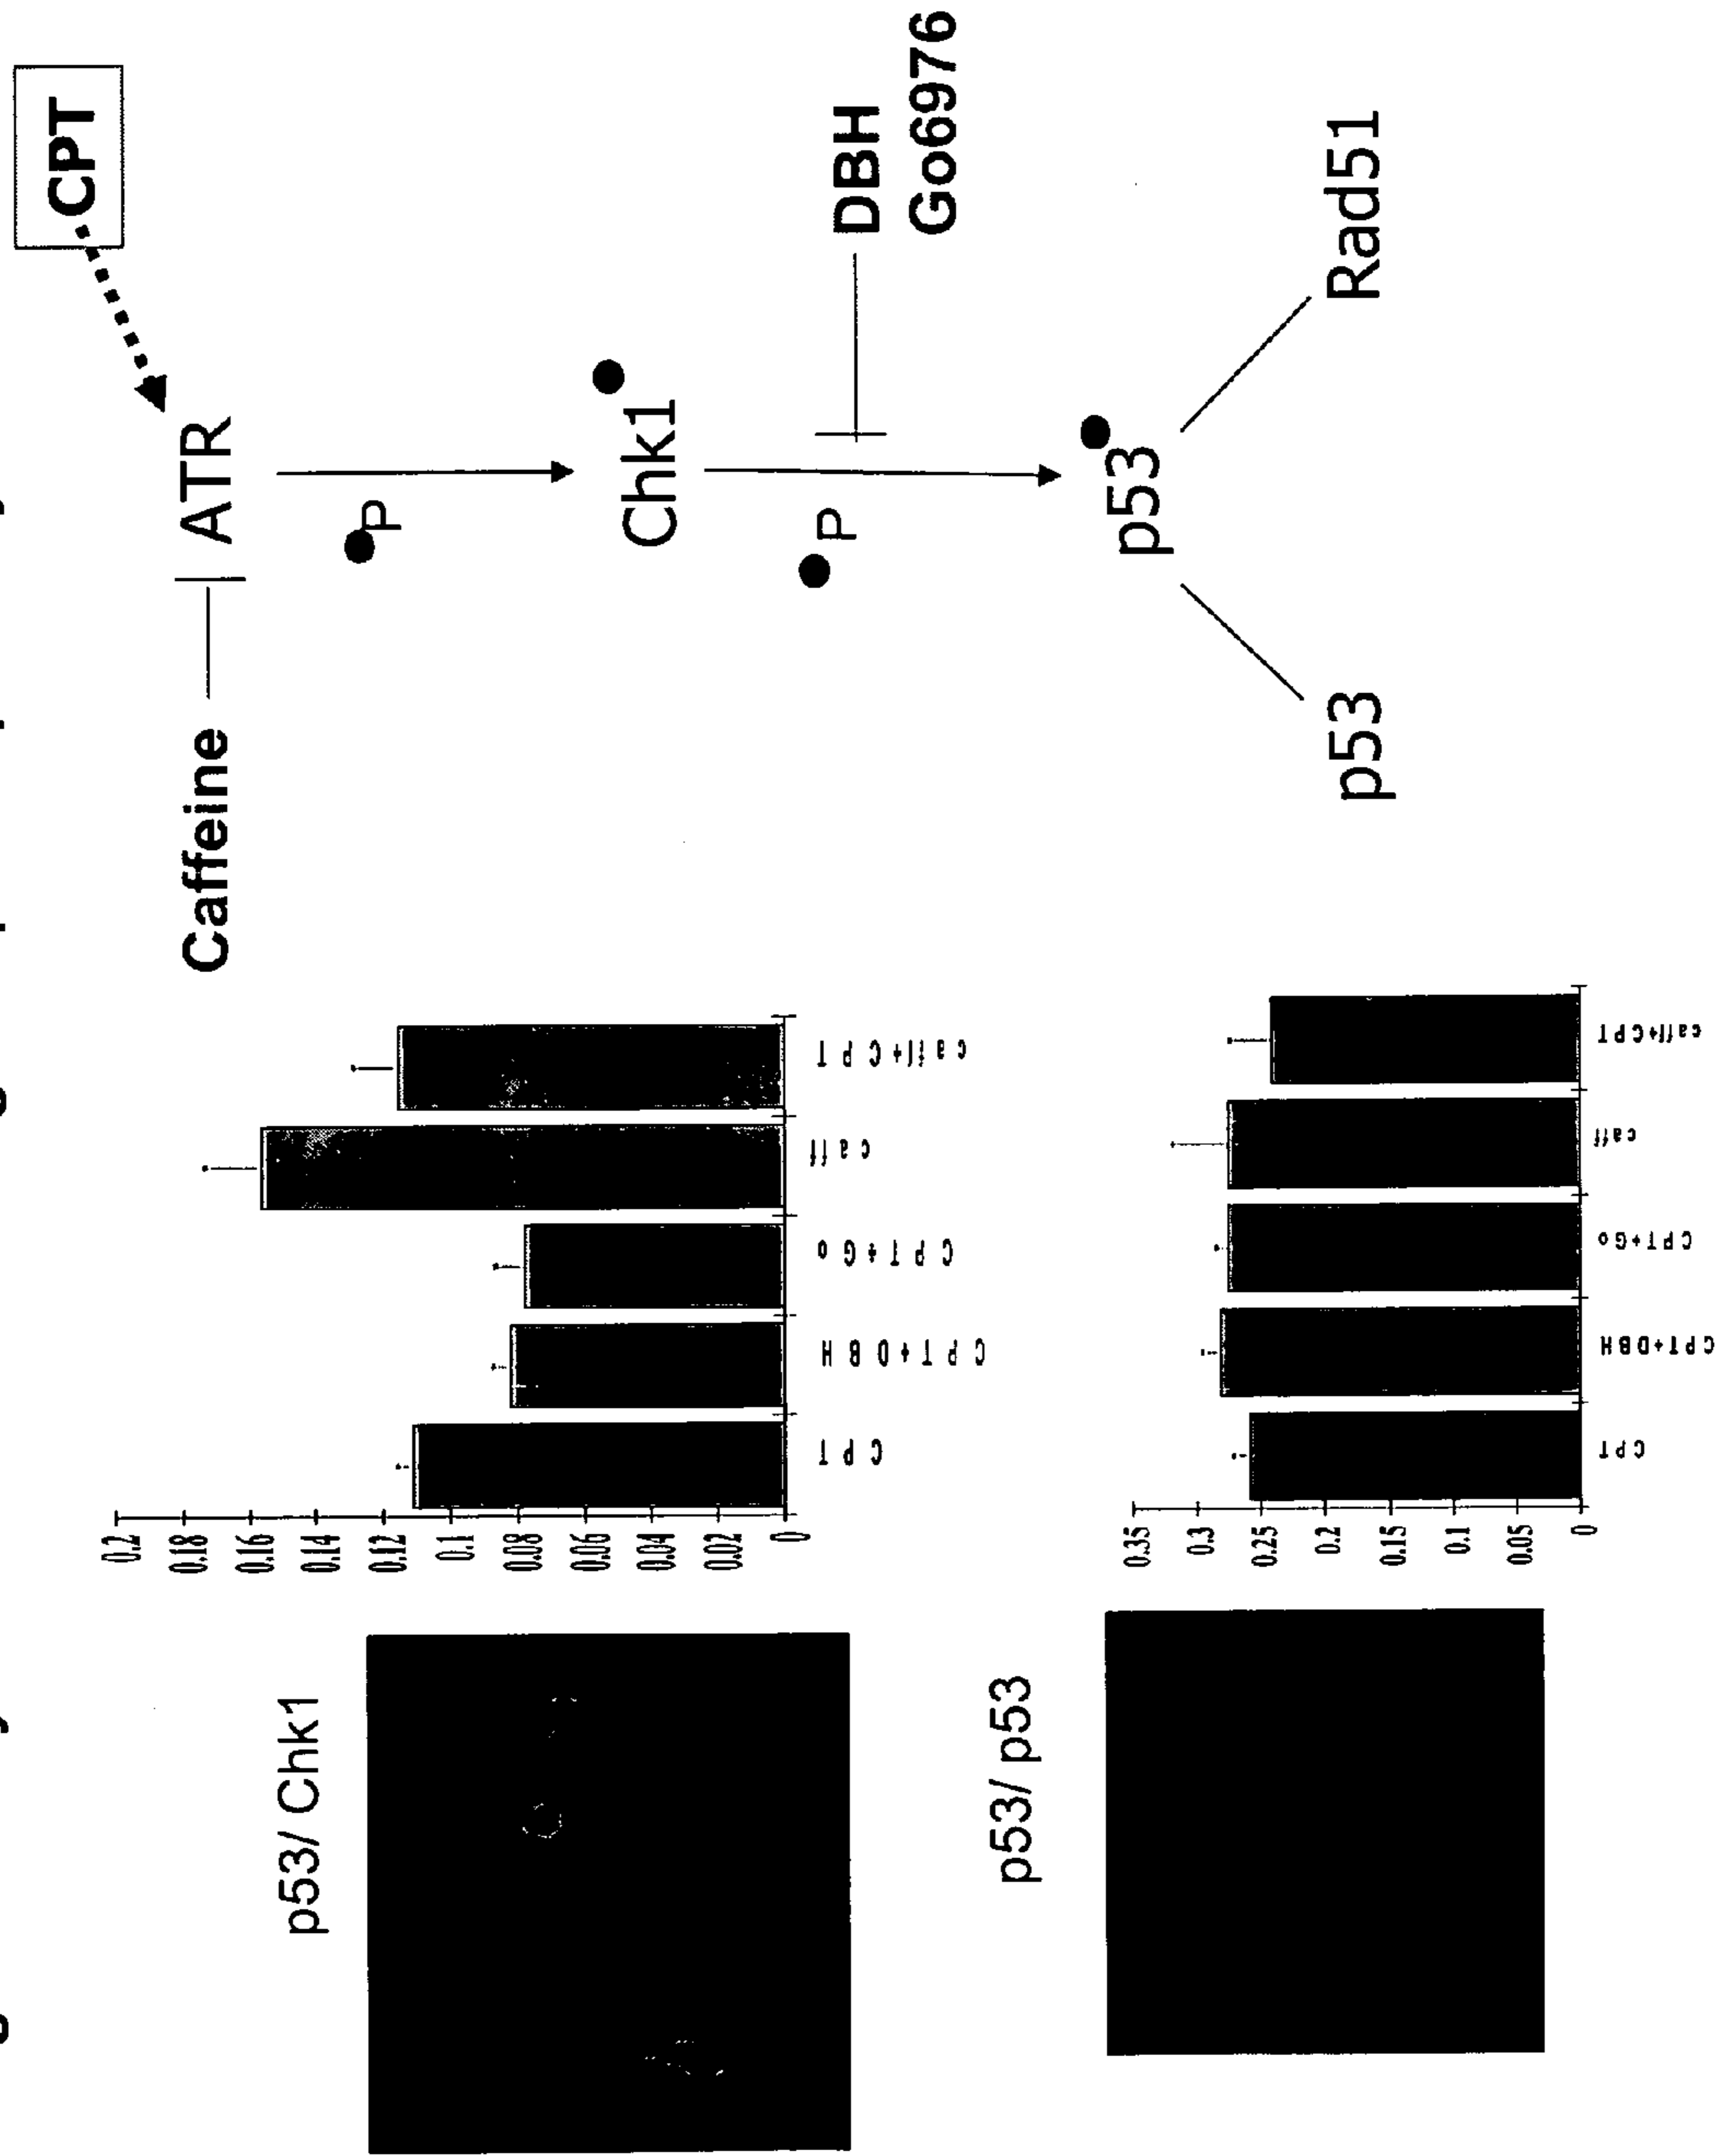 CPT
Caffeine
ATR
P
Chk1
P
DBH
Go6976
p53
p53
Rad51
p53/ Chk1
0.2
0.18
0.16
0.14
0.12
0.1
0.08
0.06
0.04
0.02
0
CPT
CPT+DBH
CPT+Go
caff
caff+CPT
p53/ p53
0.35
0.3
0.25
0.2
0.15
0.1
0.05
0
CPT
CPT+DBH
CPT+Go
caff
caff+CPT